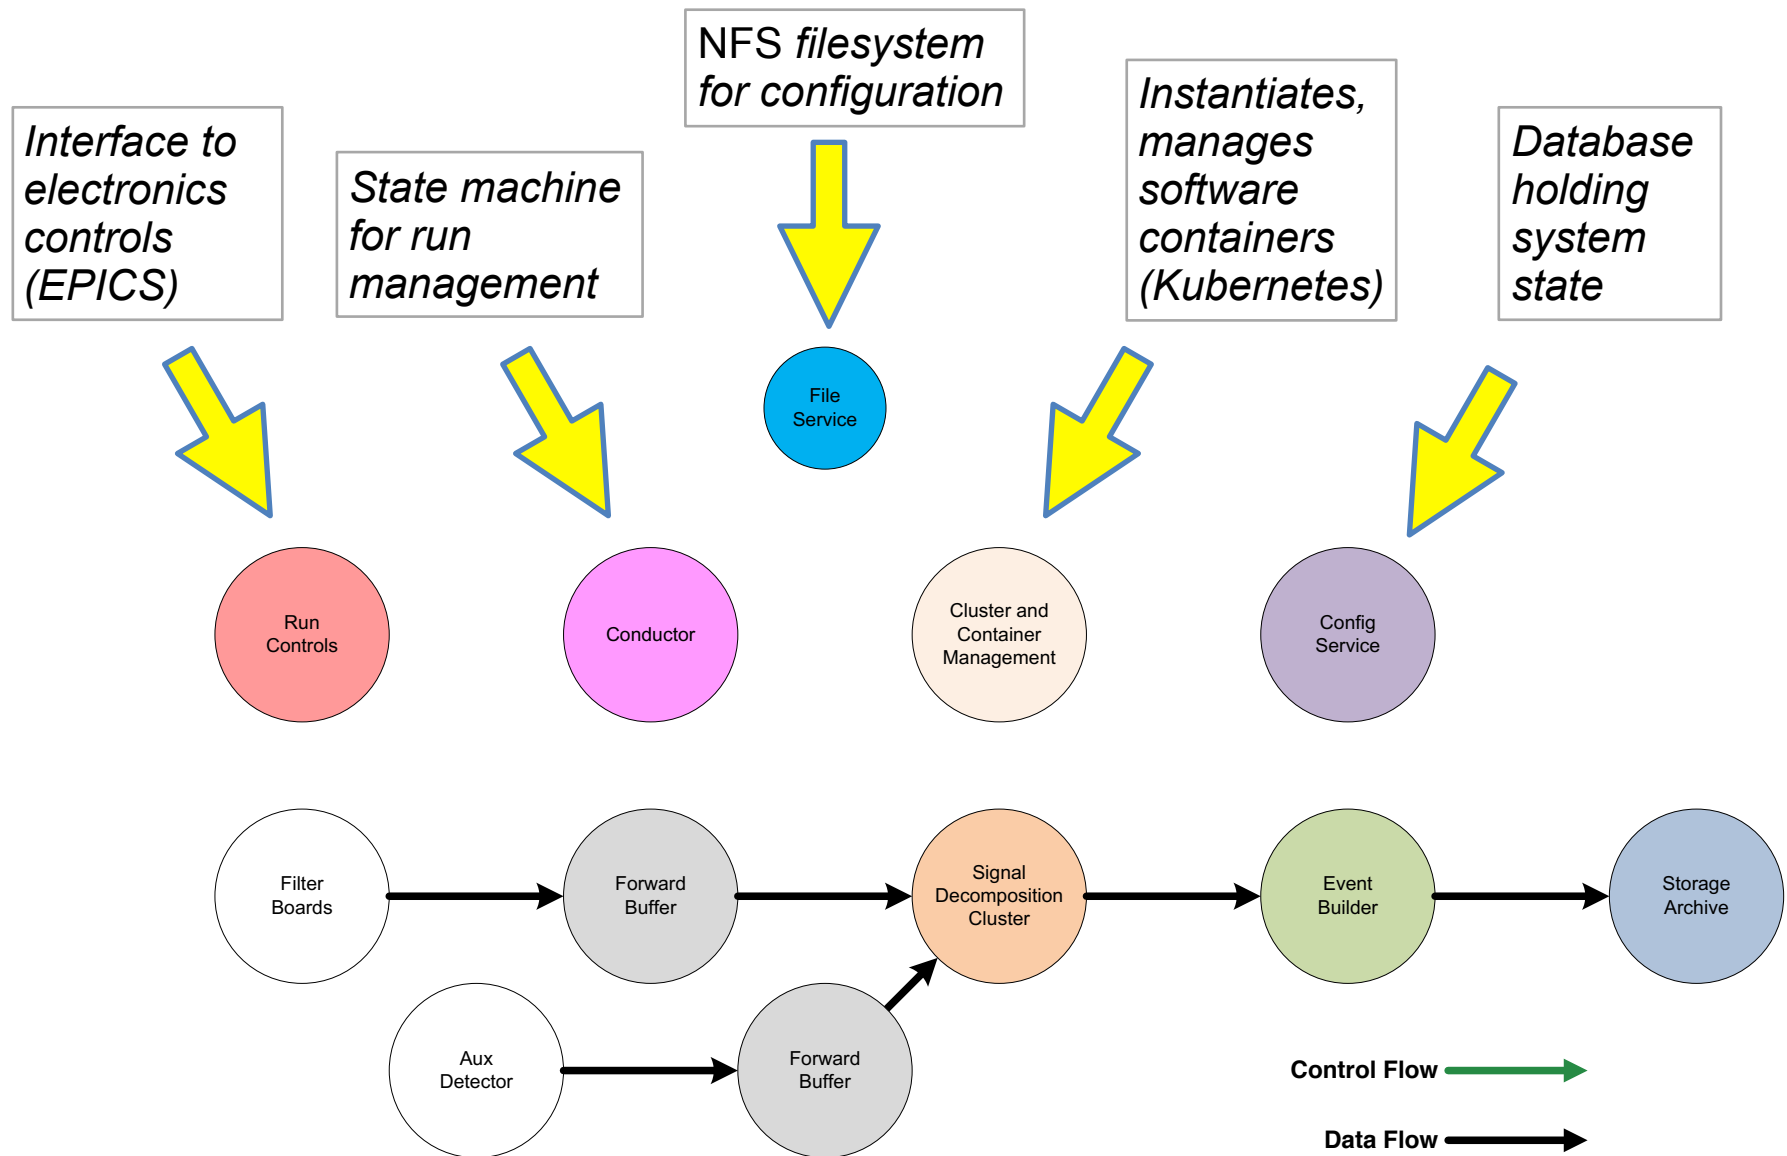 NFS filesystem
for configuration
Interface to
electronics
controls
(EPICS)
State machine
for run
management
Instantiates,
manages
software
containers
(Kubernetes)
Database
holding
system
state
File
Service
Run
Controls
Conductor
Cluster and
Container
Management
Config
Service
Filter
Boards
Forward
Buffer
Signal
Decomposition
Cluster
Event
Builder
Storage
Archive
Aux
Detector
Forward
Buffer
Control Flow
Data Flow